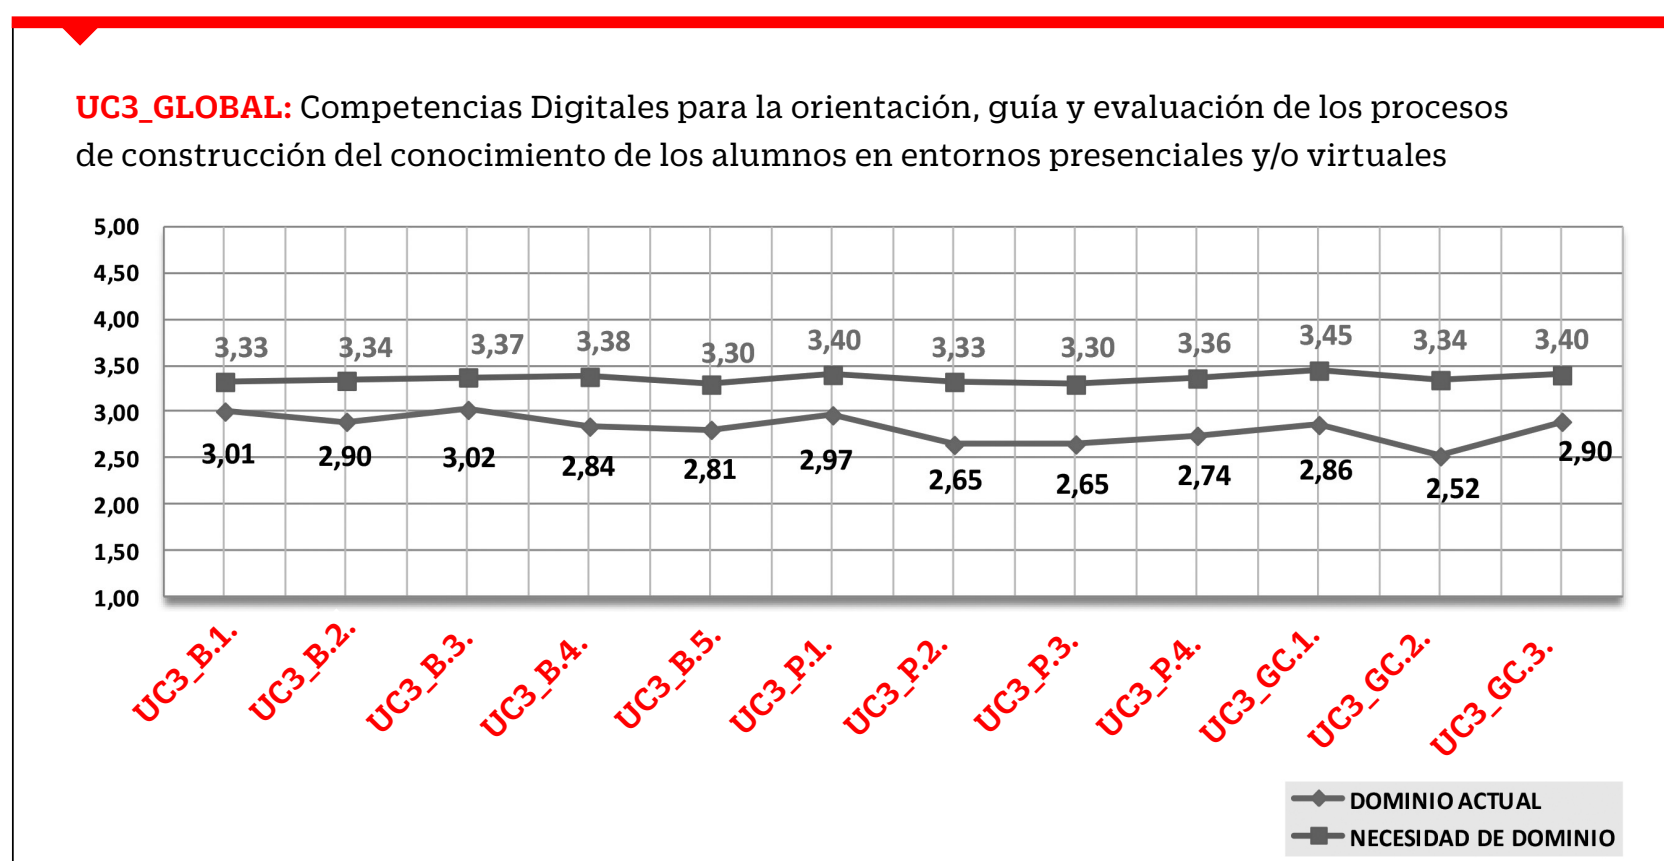 UC3_GLOBAL: Competencias Digitales para la orientación, guía y evaluación de los procesos
de construcción del conocimiento de los alumnos en entornos presenciales y/o virtuales
5,00
4,50
4,00
3,50
3,00
2,50
2,00
1,50
1,00
3,33 3,34 3,37 3,38 3,30 3,40 3,33 3,30 3,36 3,45 3,34 3,40
3,01 2,90 3,02 2,84 2,81 2,97 2,65 2,65 2,74 2,86 2,52 2,90
UC3_B.1. UC3_B.2. UC3_B.3. UC3_B.4. UC3_B.5. UC3_P.1. UC3_P.2. UC3_P.3. UC3_P.4. UC3_GC.1. UC3_GC.2. UC3_GC.3.
DOMINIO ACTUAL
NECESIDAD DE DOMINIO